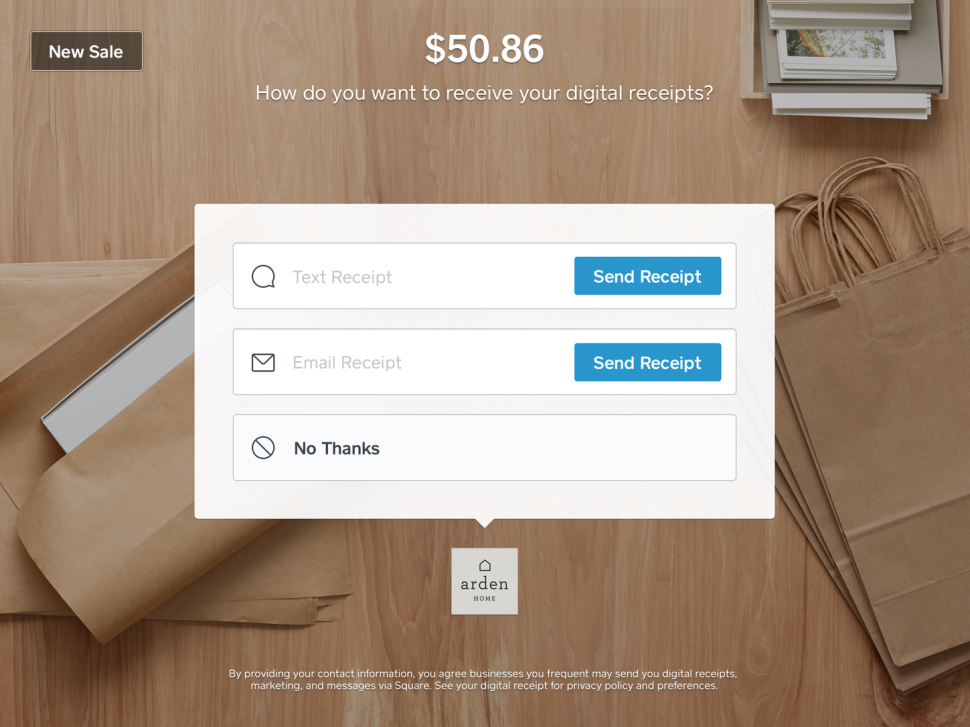 New Sale
$50.86
How do you want to receive your digital receipts?
Text Receipt
Send Receipt
Email Receipt
Send Receipt
No Thanks
arden
HOME
By providing your contact information, you agree businesses you frequent may send you digital receipts,
marketing, and messages via Square. See your digital receipt for privacy policy and preferences.